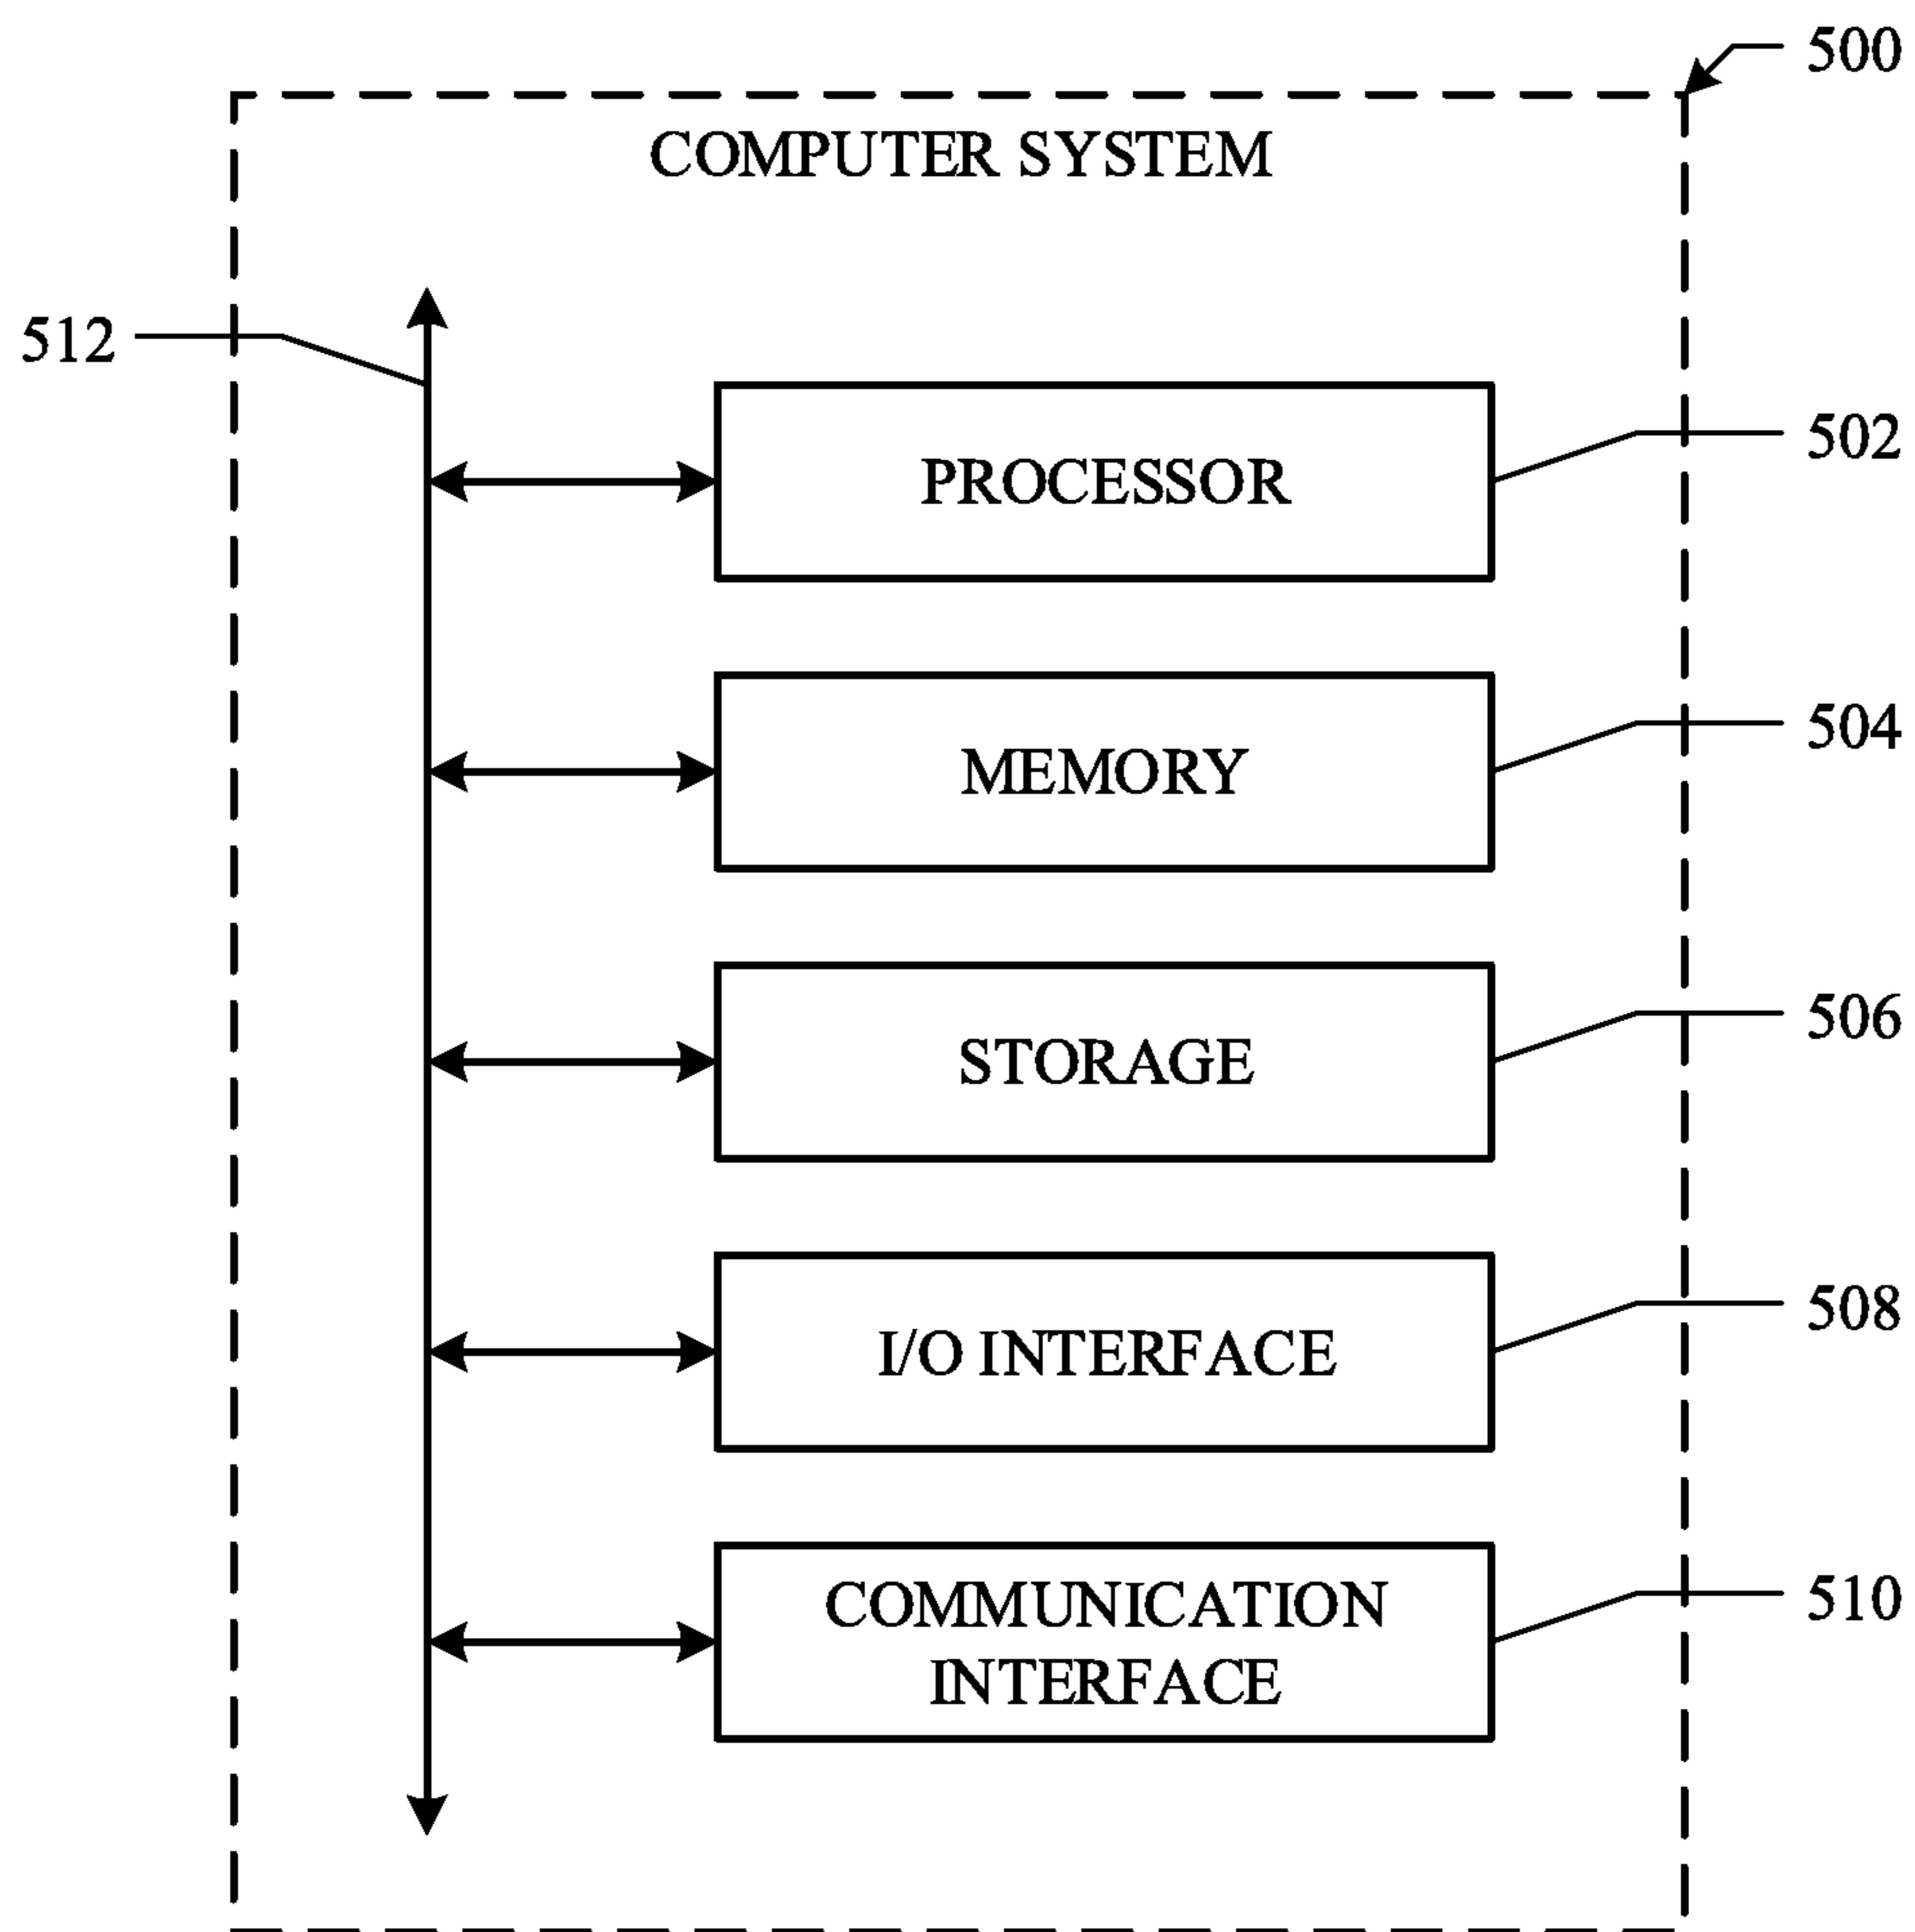 500
COMPUTER SYSTEM
512
502
PROCESSOR
504
MEMORY
506
STORAGE
508
I/O INTERFACE
510
COMMUNICATION
INTERFACE